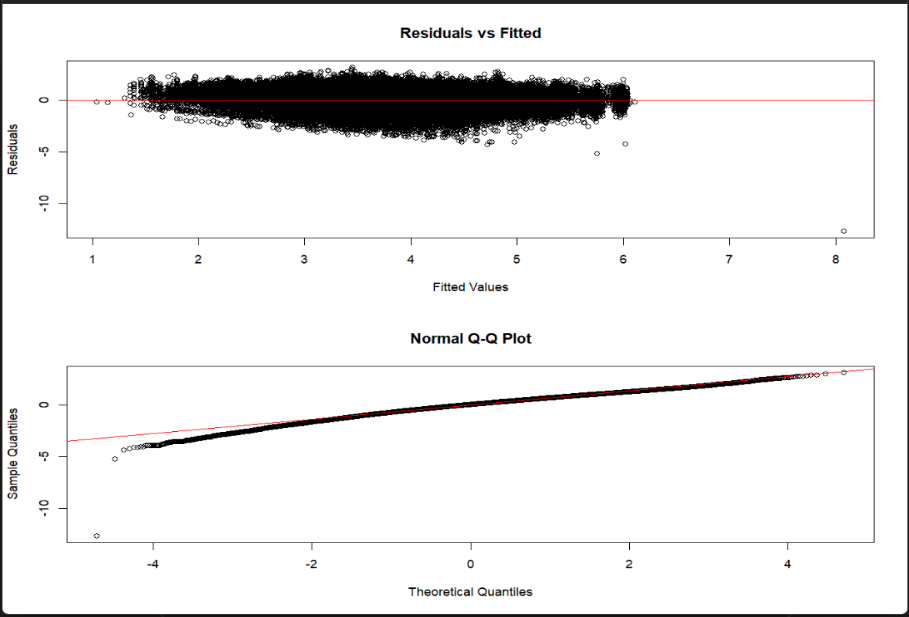 Residuals vs Fitted
Residuals
0
-5
-10
1 2 3 4 5 6 7 8
Fitted Values
Normal Q-Q Plot
Sample Quantiles
0
-5
-10
-4 -2 0 2 4
Theoretical Quantiles